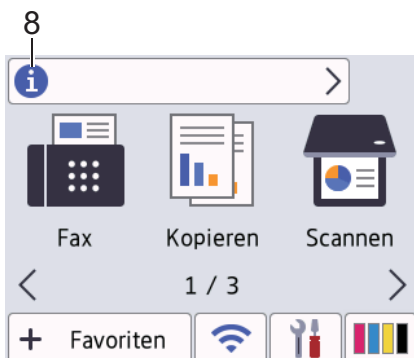 8
i
Fax Kopieren Scannen
1 / 3
+ Favoriten